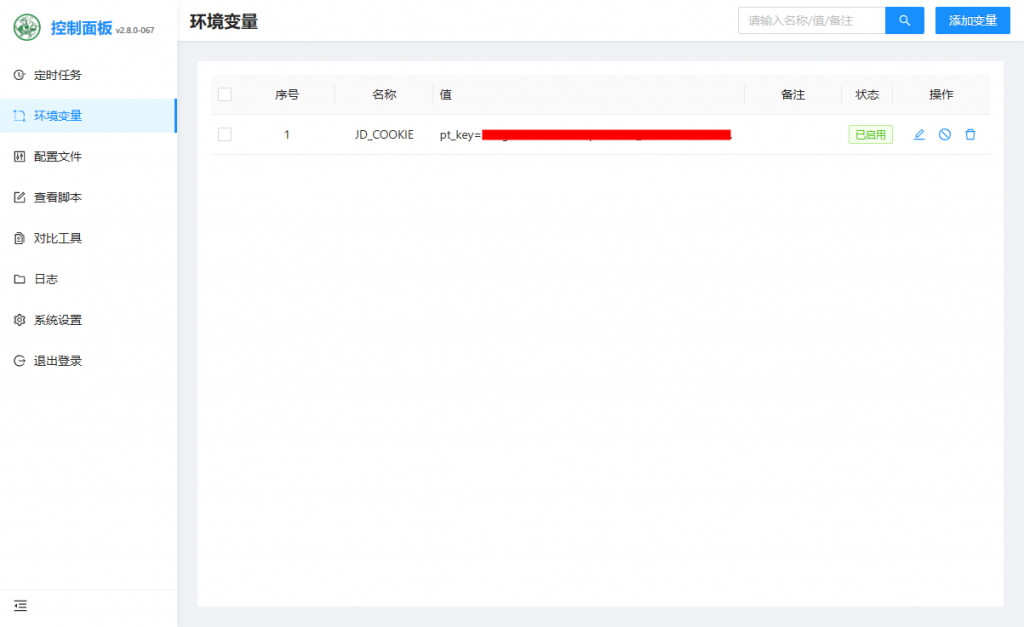 控制面板 v2.8.0-067
环境变量
请输入名称/值/备注
添加变量
定时任务
环境变量
配置文件
查看脚本
对比工具
日志
系统设置
退出登录
序号 名称 值 备注 状态 操作
1 JD_COOKIE pt_key= 已启用